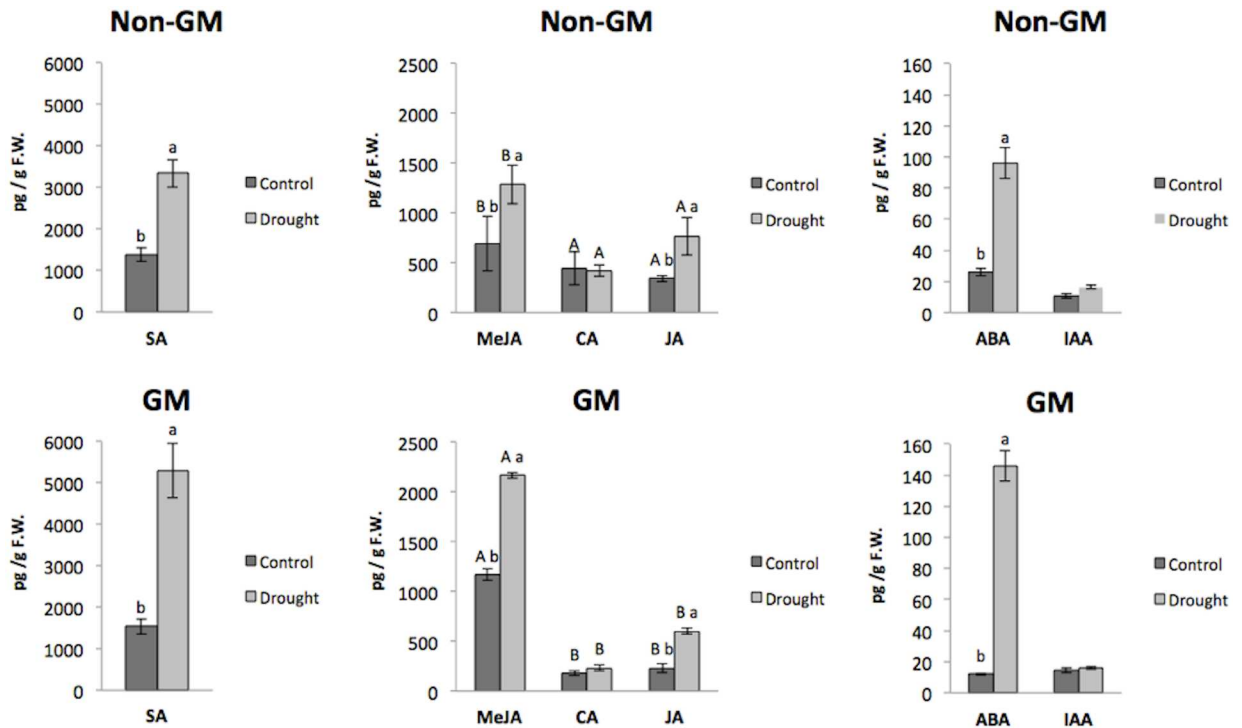 Non-GM
6000
5000
4000
3000
2000
1000
0
pg / g F.W.
b
a
SA
Control
Drought
Non-GM
2500
2000
1500
1000
500
0
pg /g F.W.
B b
B a
A
A
A b
A a
MeJA
CA
JA
Control
Drought
Non-GM
160
140
120
100
80
60
40
20
0
pg /g F.W.
b
a
ABA
IAA
Control
Drought
GM
6000
5000
4000
3000
2000
1000
0
pg /g F.W.
b
a
SA
Control
Drought
GM
2500
2000
1500
1000
500
0
pg / g F.W.
A b
A a
B
B
B b
B a
MeJA
CA
JA
Control
Drought
GM
160
140
120
100
80
60
40
20
0
pg /g F.W.
b
a
ABA
IAA
Control
Drought